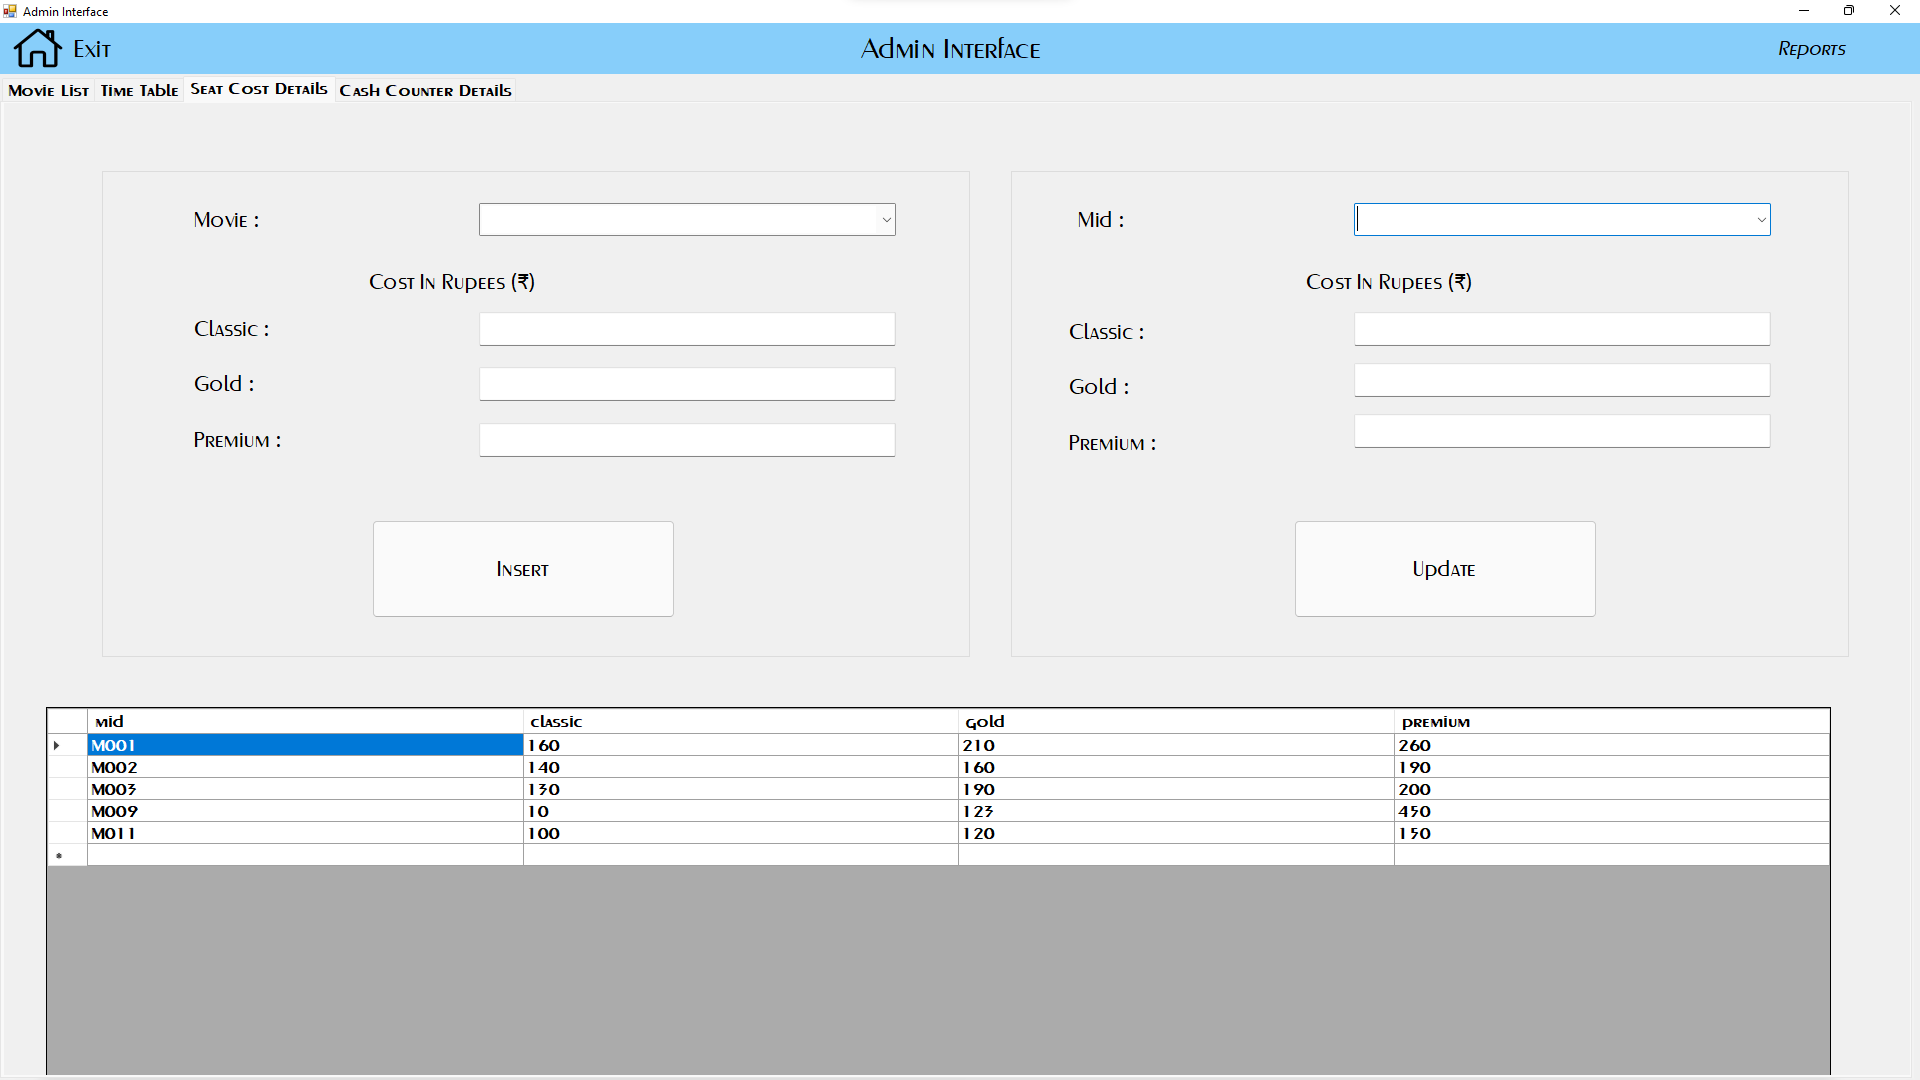 Admin Interface
Exit
Admin Interface
Reports
Movie List
Time Table
Seat Cost Details
Cash Counter Details
Movie :
Cost In Rupees (₹)
Classic :
Gold :
Premium :
Insert
Mid :
Cost In Rupees (₹)
Classic :
Gold :
Premium :
Update
mid classic gold premium
M001 160 210 260
M002 140 160 190
M003 130 190 200
M009 10 123 450
M011 100 120 150